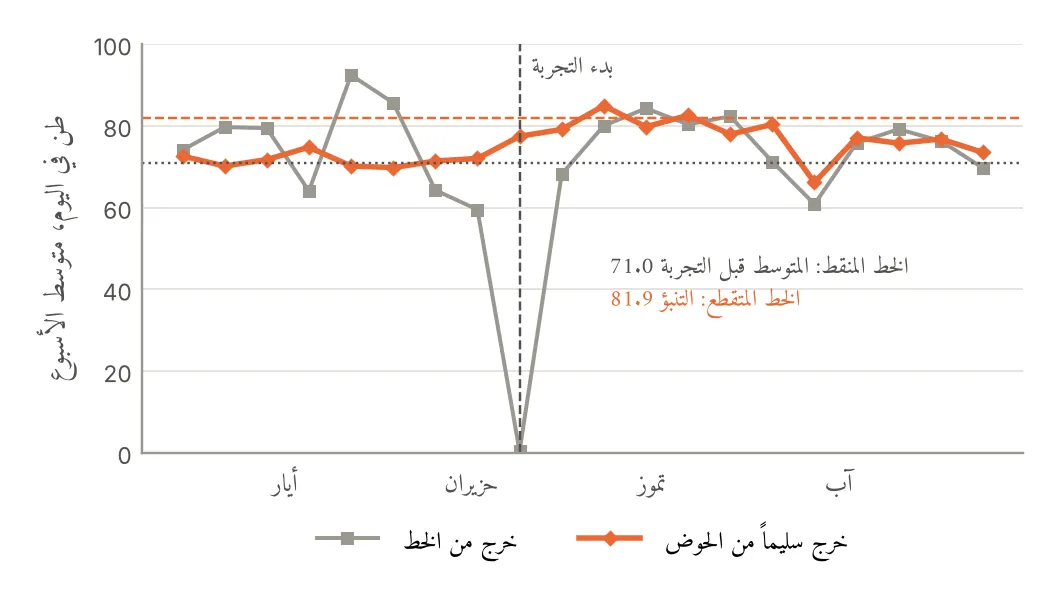 100
80
60
40
20
0
طن في اليوم، متوسط الأسبوع
بدء التجربة
الخط المنقط: المتوسط قبل التجربة 71.0
الخط المتقطع: التنبؤ 81.9
أيار
حزيران
تموز
آب
خرج من الخط
خرج سليماً من الحوض